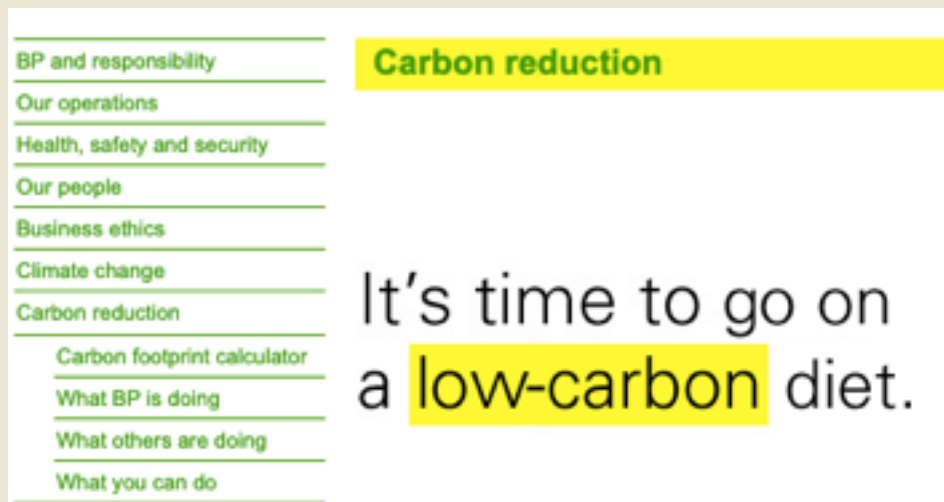 BP and responsibility
Our operations
Health, safety and security
Our people
Business ethics
Climate change
Carbon reduction
Carbon footprint calculator
What BP is doing
What others are doing
What you can do
Carbon reduction
It's time to go on
a low-carbon diet.